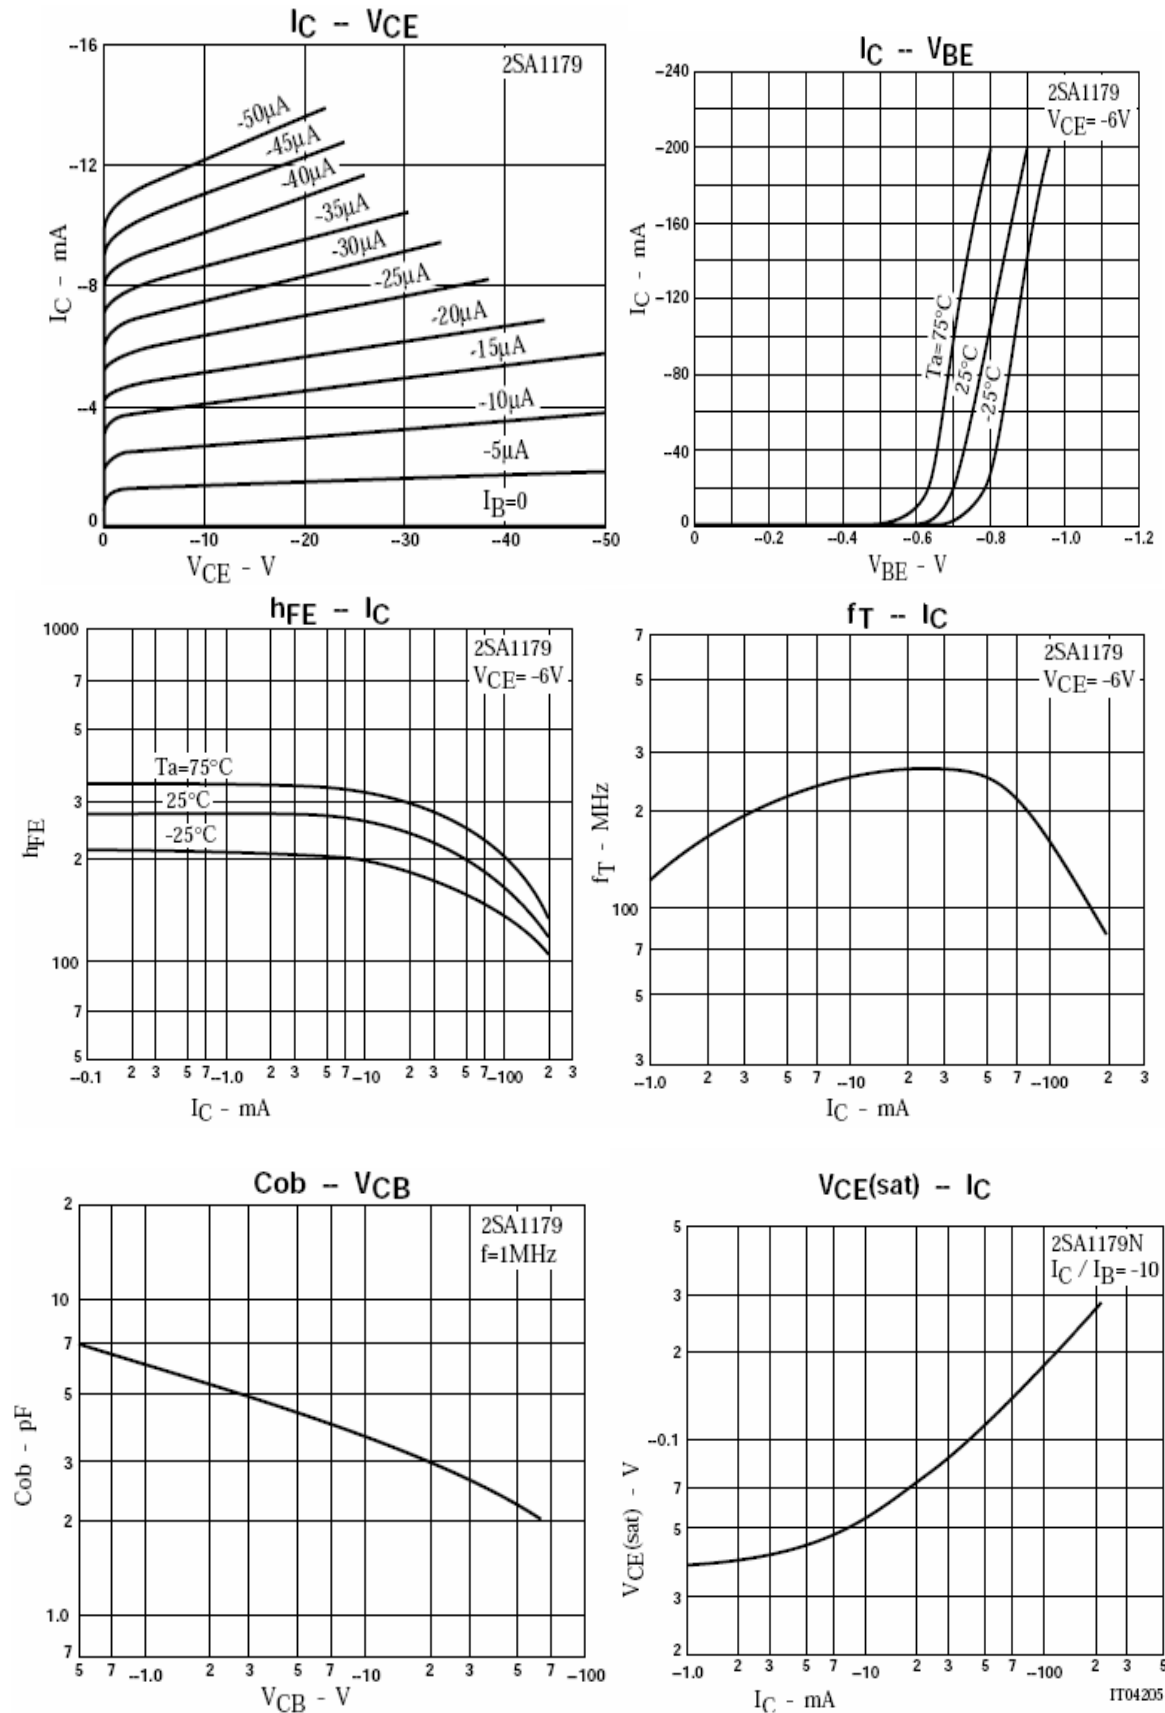 IC -- VCE
--16
2SA1179
-50µA
-45µA
--12
-40µA
-35µA
-30µA
-25µA
--8
-20µA
-15µA
-10µA
--4
-5µA
IB=0
0
0 --10 --20 --30 --40 --50
IC - mA
VCE - V
IC -- VBE
--240
2SA1179
VCE= -6V
--200
--160
--120
Ta=75°C
25°C
-25°C
--80
--40
0
0 --0.2 --0.4 --0.6 --0.8 --1.0 --1.2
IC - mA
VBE - V
hFE -- IC
1000
2SA1179
VCE= -6V
7
5
Ta=75°C
3
25°C
-25°C
2
100
7
5
--0.1 2 3 5 7 --1.0 2 3 5 7 --10 2 3 5 7 --100 2 3
hFE
IC - mA
fT -- IC
7
2SA1179
VCE= -6V
5
3
2
100
7
5
3
--1.0 2 3 5 7 --10 2 3 5 7 --100 2 3
fT - MHz
IC - mA
Cob -- VCB
2
2SA1179
f=1MHz
10
7
5
3
2
1.0
7
5 7 --1.0 2 3 5 7 --10 2 3 5 7 --100
Cob - pF
VCB - V
VCE(sat) -- IC
5
2SA1179N
IC / IB= -10
3
2
--0.1
7
5
3
2
--1.0 2 3 5 7 --10 2 3 5 7 --100 2 3 5
VCE(sat) - V
IC - mA
IT04205